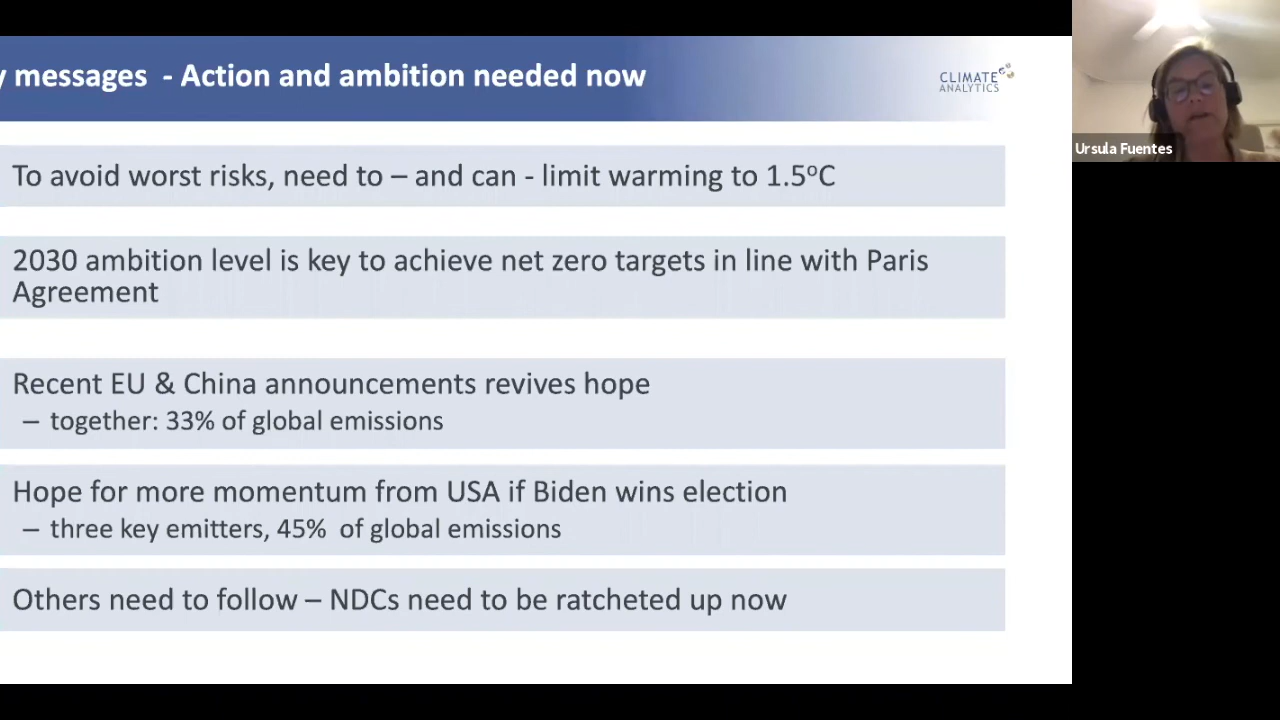 y messages - Action and ambition needed now
CLIMATE
ANALYTICS
Ursula Fuentes
To avoid worst risks, need to – and can - limit warming to 1.5°C
2030 ambition level is key to achieve net zero targets in line with Paris
Agreement
Recent EU & China announcements revives hope
– together: 33% of global emissions
Hope for more momentum from USA if Biden wins election
– three key emitters, 45% of global emissions
Others need to follow – NDCs need to be ratcheted up now